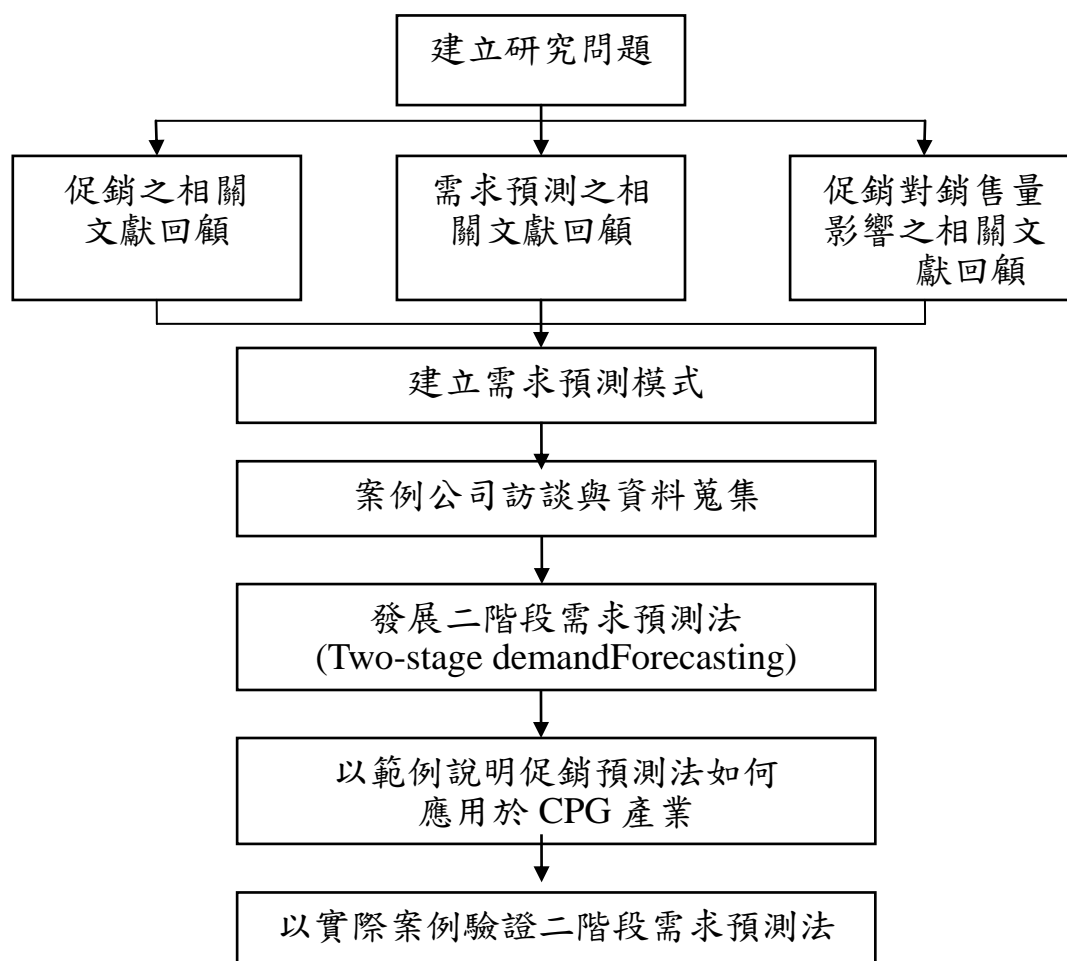 建立研究問題
促銷之相關
文獻回顧
需求預測之相
關文獻回顧
促銷對銷售量
影響之相關文
獻回顧
建立需求預測模式
案例公司訪談與資料蒐集
發展二階段需求預測法
(Two-stage demandForecasting)
以範例說明促銷預測法如何
應用於 CPG 產業
以實際案例驗證二階段需求預測法